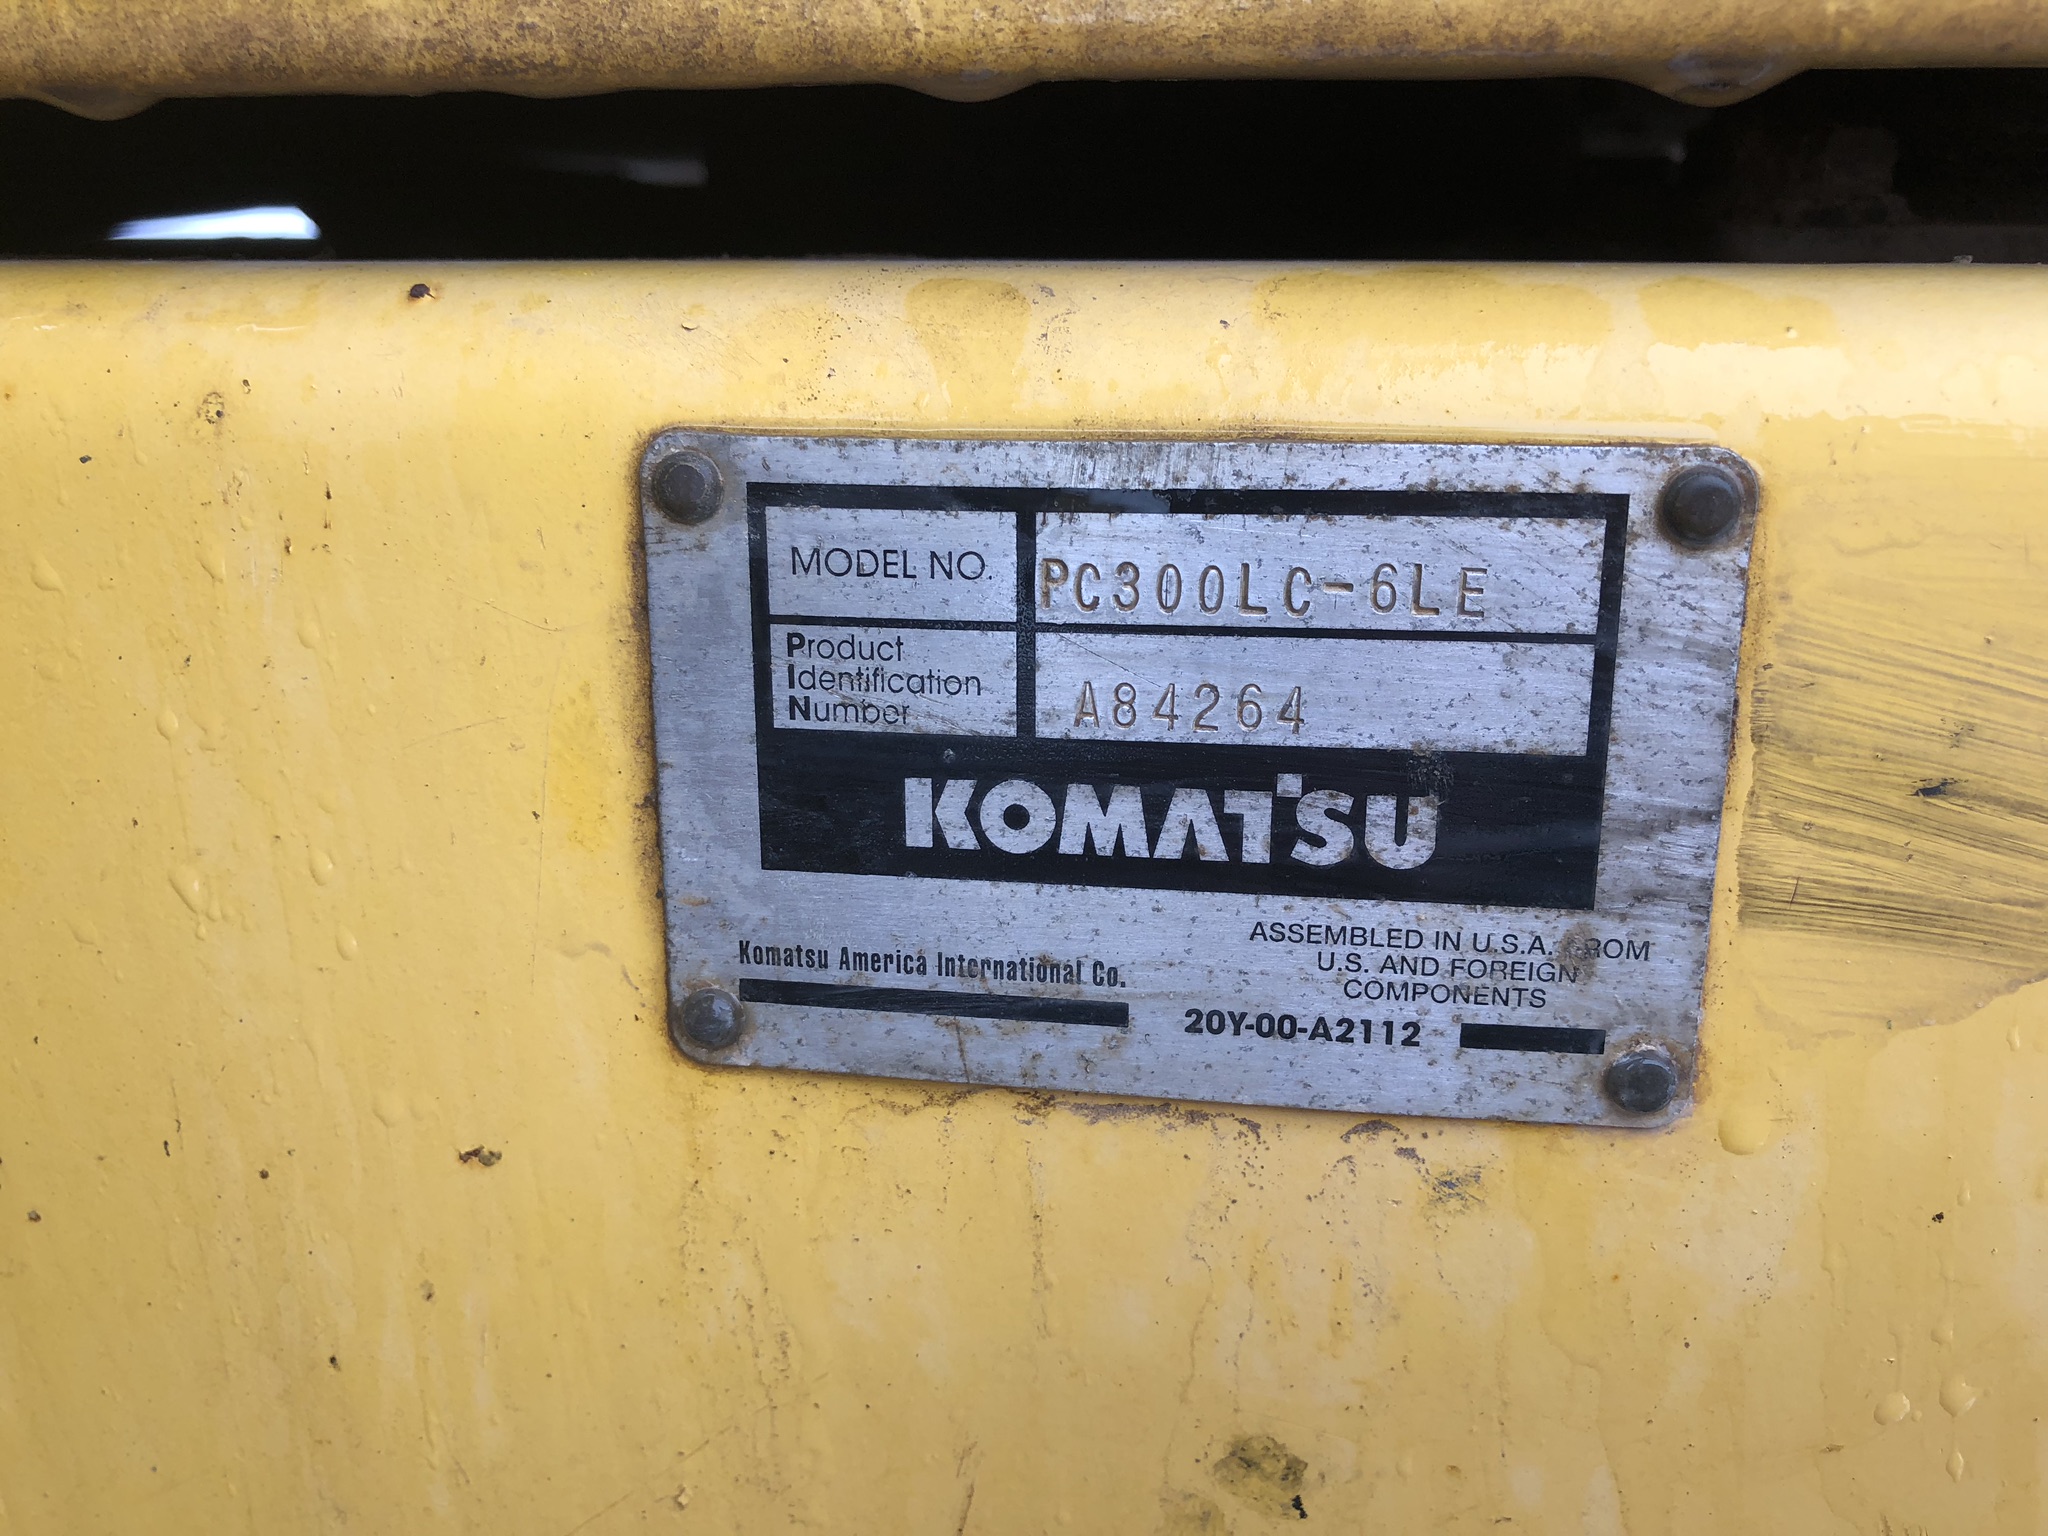 MODEL NO. PC300LC-6LE
Product
Identification
Number
A84264
KOMATSU
Komatsu America International Co.
ASSEMBLED IN U.S.A. FROM
U.S. AND FOREIGN
COMPONENTS
20Y-00-A2112